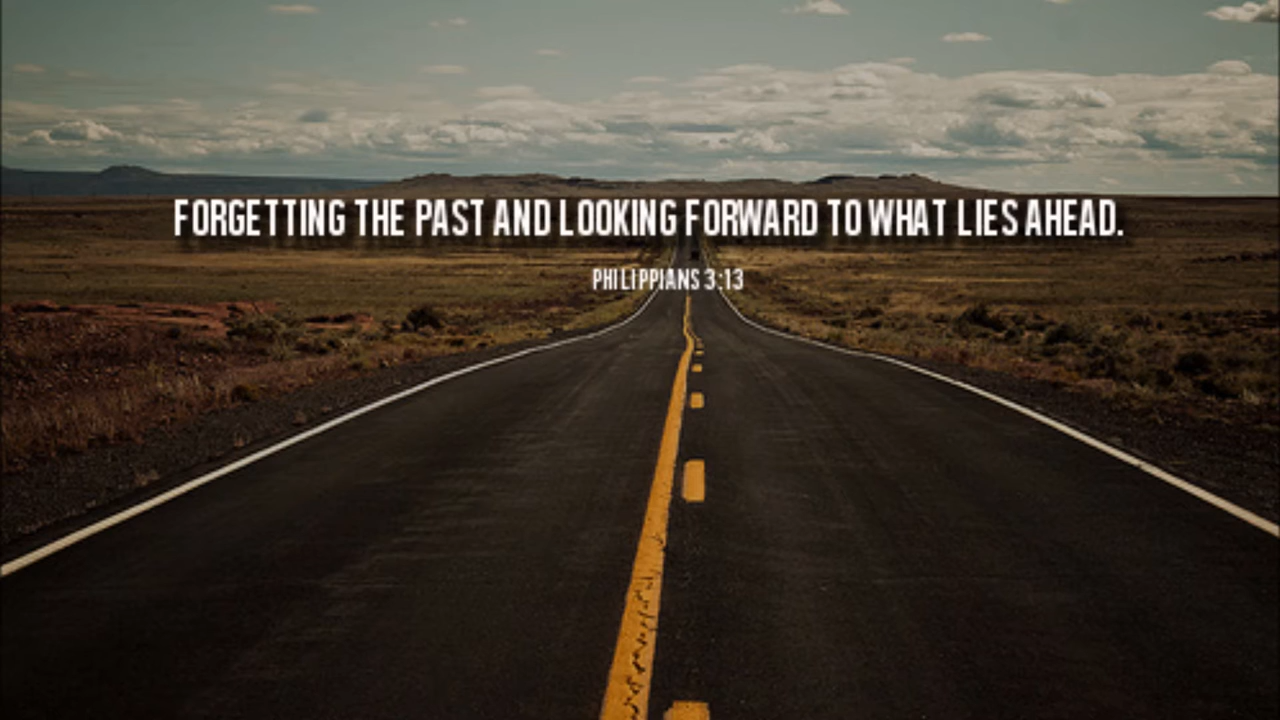 FORGETTING THE PAST AND LOOKING FORWARD TO WHAT LIES AHEAD.
PHILIPPIANS 3:13